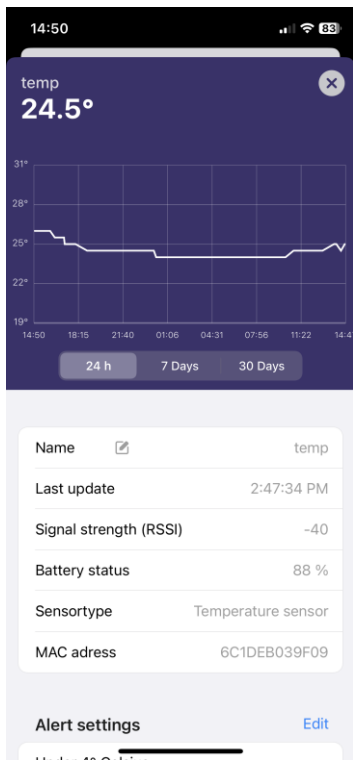 14:50
83
temp
24.5°
31°
28°
25°
22°
19°
14:50 18:15 21:40 01:06 04:31 07:56 11:22 14:4
24 h 7 Days 30 Days
Name temp
Last update 2:47:34 PM
Signal strength (RSSI) -40
Battery status 88 %
Sensortype Temperature sensor
MAC adress 6C1DEB039F09
Alert settings Edit